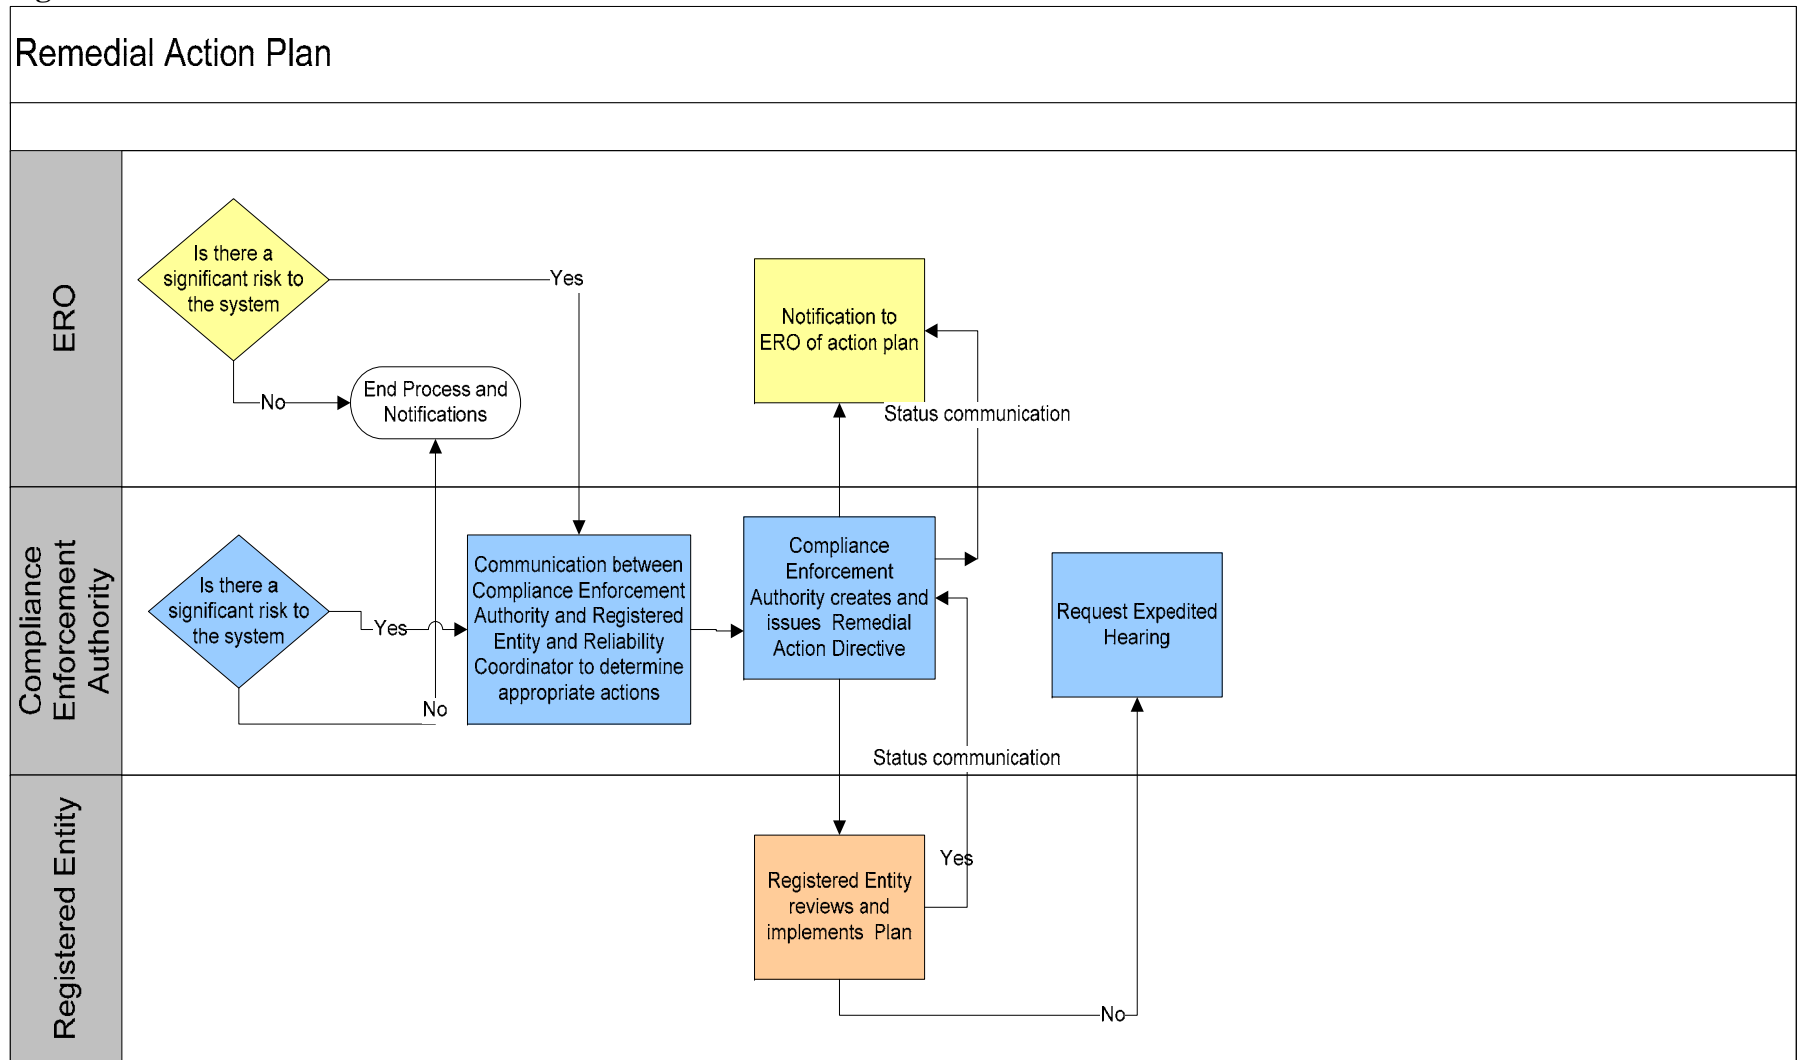 Remedial Action Plan
ERO
Is there a
significant risk to
the system
Yes
No
End Process and
Notifications
Notification to
ERO of action plan
Status communication
Compliance
Enforcement
Authority
Is there a
significant risk to
the system
Yes
No
Communication between
Compliance Enforcement
Authority and Registered
Entity and Reliability
Coordinator to determine
appropriate actions
Compliance
Enforcement
Authority creates and
issues Remedial
Action Directive
Request Expedited
Hearing
Status communication
Registered Entity
Registered Entity
reviews and
implements Plan
Yes
No